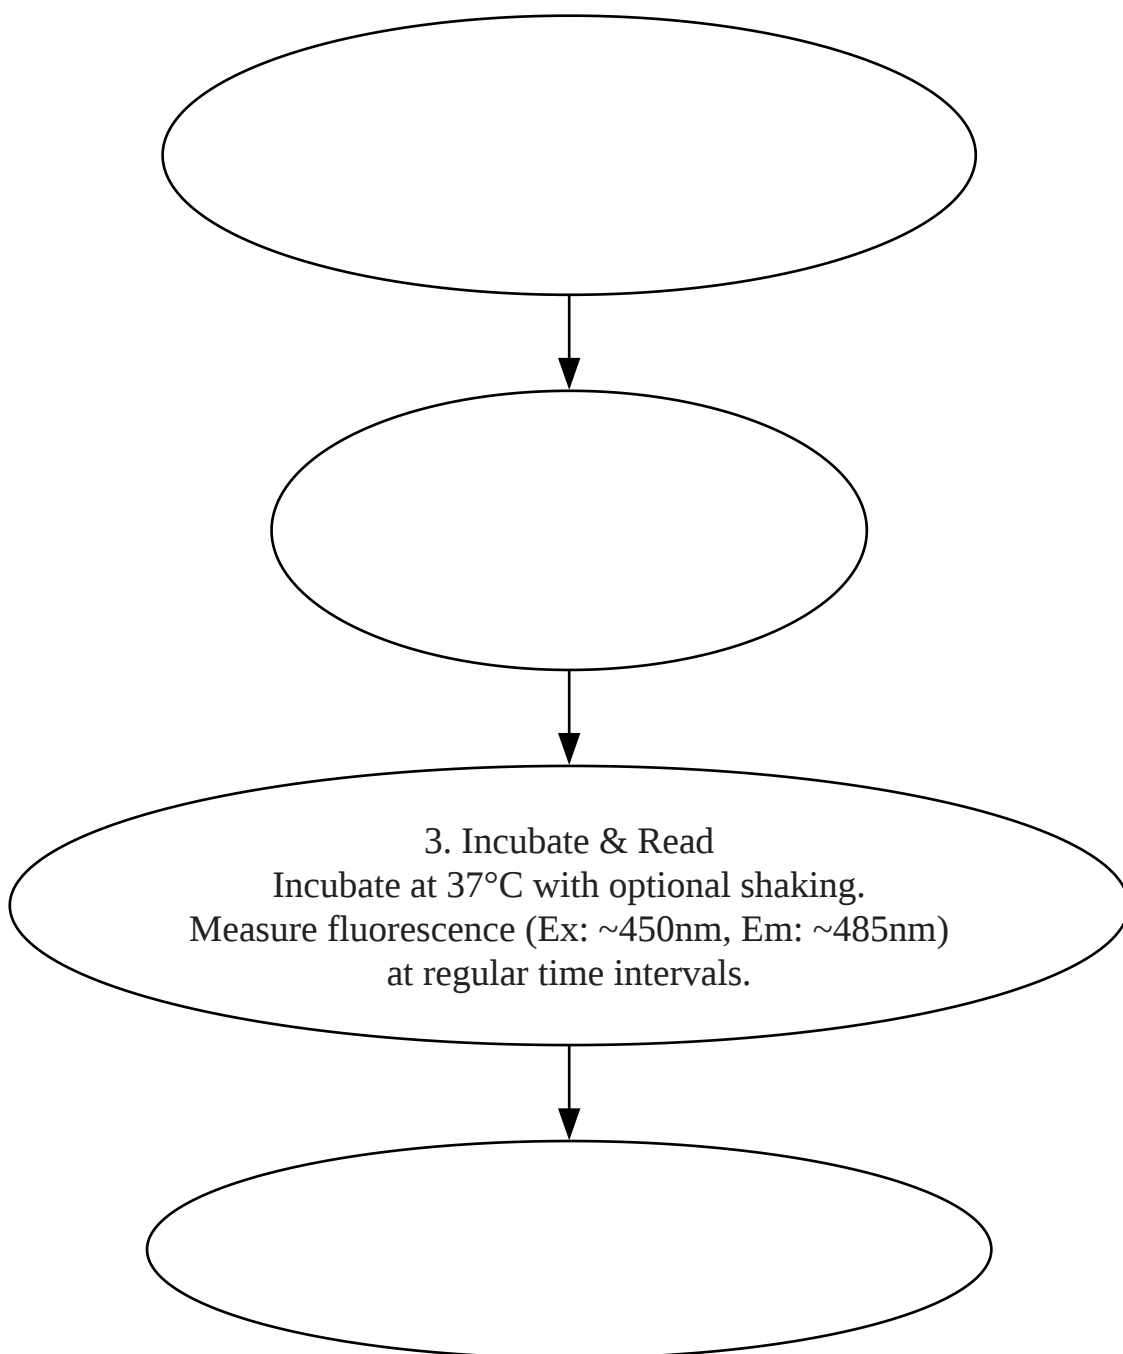 3. Incubate & Read
Incubate at 37°C with optional shaking.
Measure fluorescence (Ex: ~450nm, Em: ~485nm)
at regular time intervals.